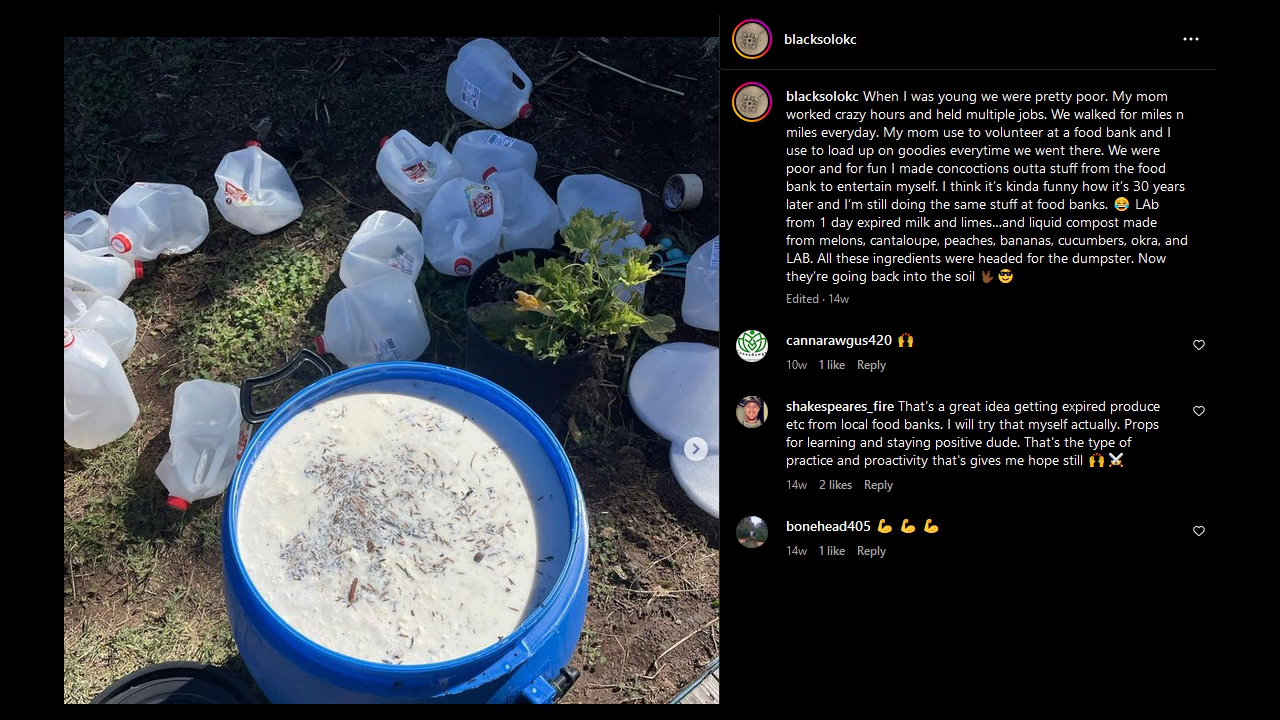 blacksolokc
blacksolokc When I was young we were pretty poor. My mom
worked crazy hours and held multiple jobs. We walked for miles n
miles everyday. My mom use to volunteer at a food bank and I
use to load up on goodies everytime we went there. We were
poor and for fun I made concoctions outta stuff from the food
bank to entertain myself. I think it's kinda funny how it's 30 years
later and I'm still doing the same stuff at food banks. 😂 LAb
from 1 day expired milk and limes...and liquid compost made
from melons, cantaloupe, peaches, bananas, cucumbers, okra, and
LAB. All these ingredients were headed for the dumpster. Now
they're going back into the soil 🤘🏾 😎
Edited · 14w
cannarawgus420 🙌
10w 1 like Reply
shakespeares_fire That's a great idea getting expired produce
etc from local food banks. I will try that myself actually. Props
for learning and staying positive dude. That's the type of
practice and proactivity that's gives me hope still 🙌 ⚔️
14w 2 likes Reply
bonehead405 💪 💪 💪
14w 1 like Reply